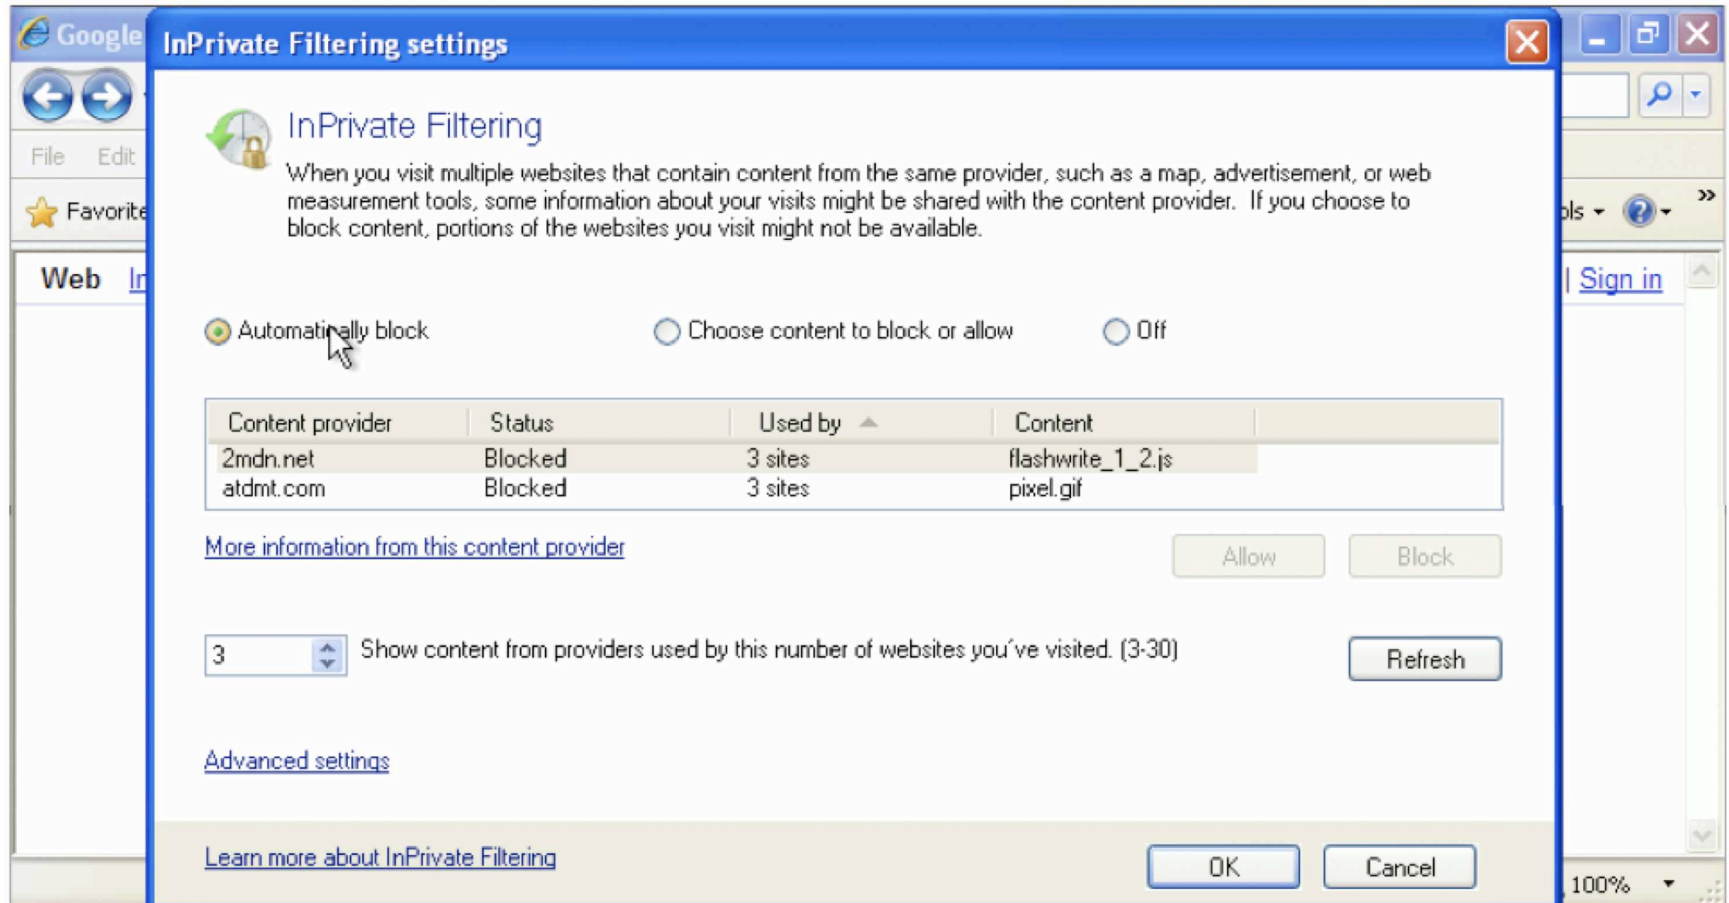 Google
InPrivate Filtering settings
File Edit
InPrivate Filtering
When you visit multiple websites that contain content from the same provider, such as a map, advertisement, or web
measurement tools, some information about your visits might be shared with the content provider. If you choose to
block content, portions of the websites you visit might not be available.
Favorite
Web
| Sign in
Automatically block Choose content to block or allow Off
Content provider Status Used by Content
2mdn.net Blocked 3 sites flashwrite_1_2.js
atdmt.com Blocked 3 sites pixel.gif
More information from this content provider
Allow Block
3 Show content from providers used by this number of websites you've visited. (3-30)
Refresh
Advanced settings
Learn more about InPrivate Filtering
OK Cancel
100%